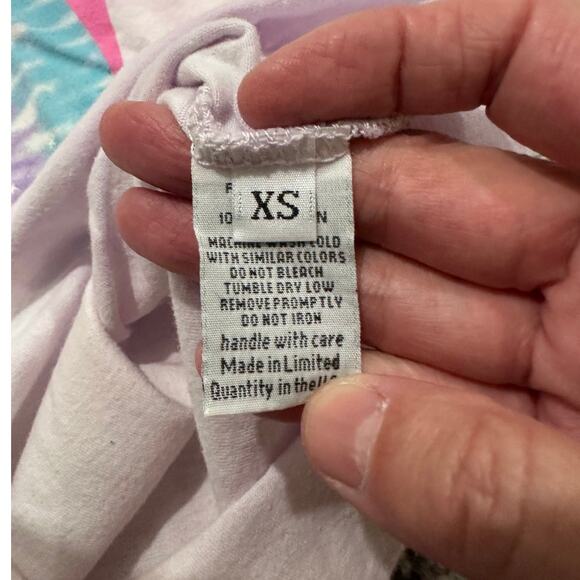 F
XS
10 N
MACHINE WASH COLD
WITH SIMILAR COLORS
DO NOT BLEACH
TUMBLE DRY LOW
REMOVE PROMPTLY
DO NOT IRON
handle with care
Made in Limited
Quantity in the U.S